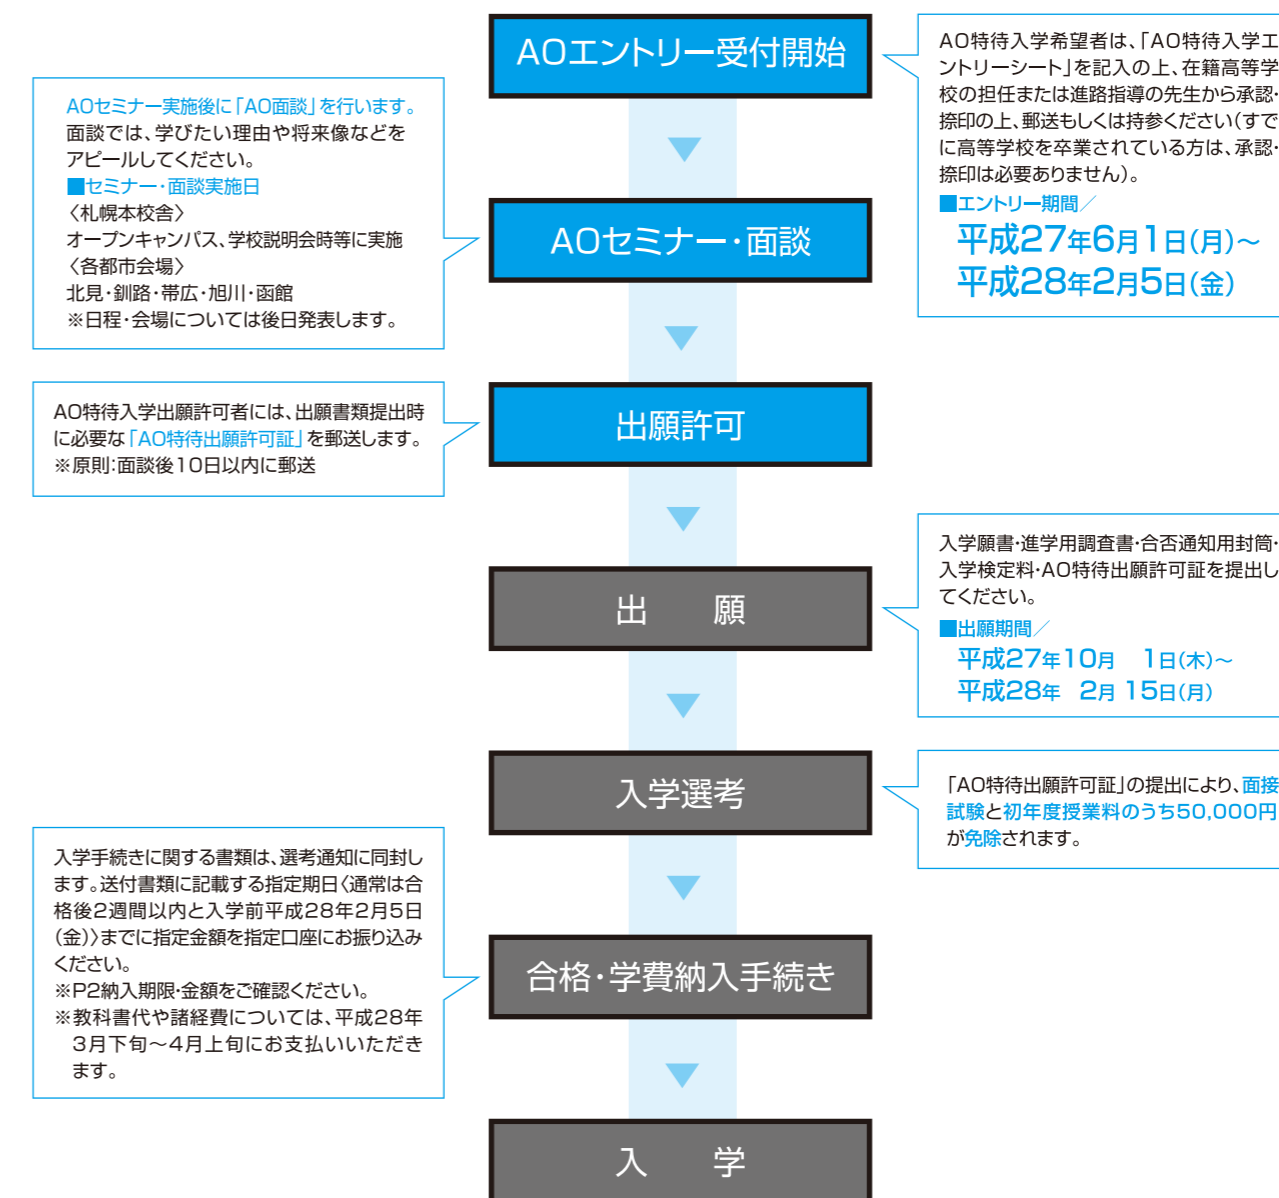 AOエントリー受付開始
AO特待入学希望者は、「AO特待入学エ
ントリーシート」を記入の上、在籍高等学
校の担任または進路指導の先生から承認・
捺印の上、郵送もしくは持参ください(すで
に高等学校を卒業されている方は、承認・
捺印は必要ありません)。
■エントリー期間／
平成27年6月1日(月)～
平成28年2月5日(金)
AOセミナー実施後に「AO面談」を行います。
面談では、学びたい理由や将来像などを
アピールしてください。
■セミナー・面談実施日
〈札幌本校舎〉
オープンキャンパス、学校説明会時等に実施
〈各都市会場〉
北見・釧路・帯広・旭川・函館
※日程・会場については後日発表します。
AOセミナー・面談
AO特待入学出願許可者には、出願書類提出時
に必要な「AO特待出願許可証」を郵送します。
※原則:面談後10日以内に郵送
出願許可
出　願
入学願書・進学用調査書・合否通知用封筒・
入学検定料・AO特待出願許可証を提出し
てください。
■出願期間／
平成27年10月　1日(木)～
平成28年　2月 15日(月)
入学選考
「AO特待出願許可証」の提出により、面接
試験と初年度授業料のうち50,000円
が免除されます。
入学手続きに関する書類は、選考通知に同封し
ます。送付書類に記載する指定期日〈通常は合
格後2週間以内と入学前平成28年2月5日
(金)〉までに指定金額を指定口座にお振り込み
ください。
※P2納入期限・金額をご確認ください。
※教科書代や諸経費については、平成28年
3月下旬～4月上旬にお支払いいただき
ます。
合格・学費納入手続き
入　学